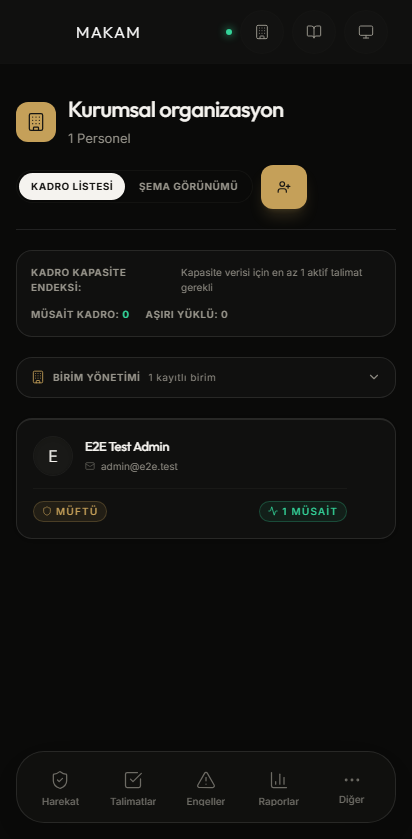 MAKAM
Kurumsal organizasyon
1 Personel
KADRO LİSTESİ ŞEMA GÖRÜNÜMÜ
KADRO KAPASİTE
ENDEKSİ:
Kapasite verisi için en az 1 aktif talimat
gerekli
MÜSAİT KADRO: 0 AŞIRI YÜKLÜ: 0
BİRİM YÖNETİMİ 1 kayıtlı birim
E
E2E Test Admin
admin@e2e.test
MÜFTÜ 1 MÜSAİT
Harekat Talimatlar Engeller Raporlar Diğer